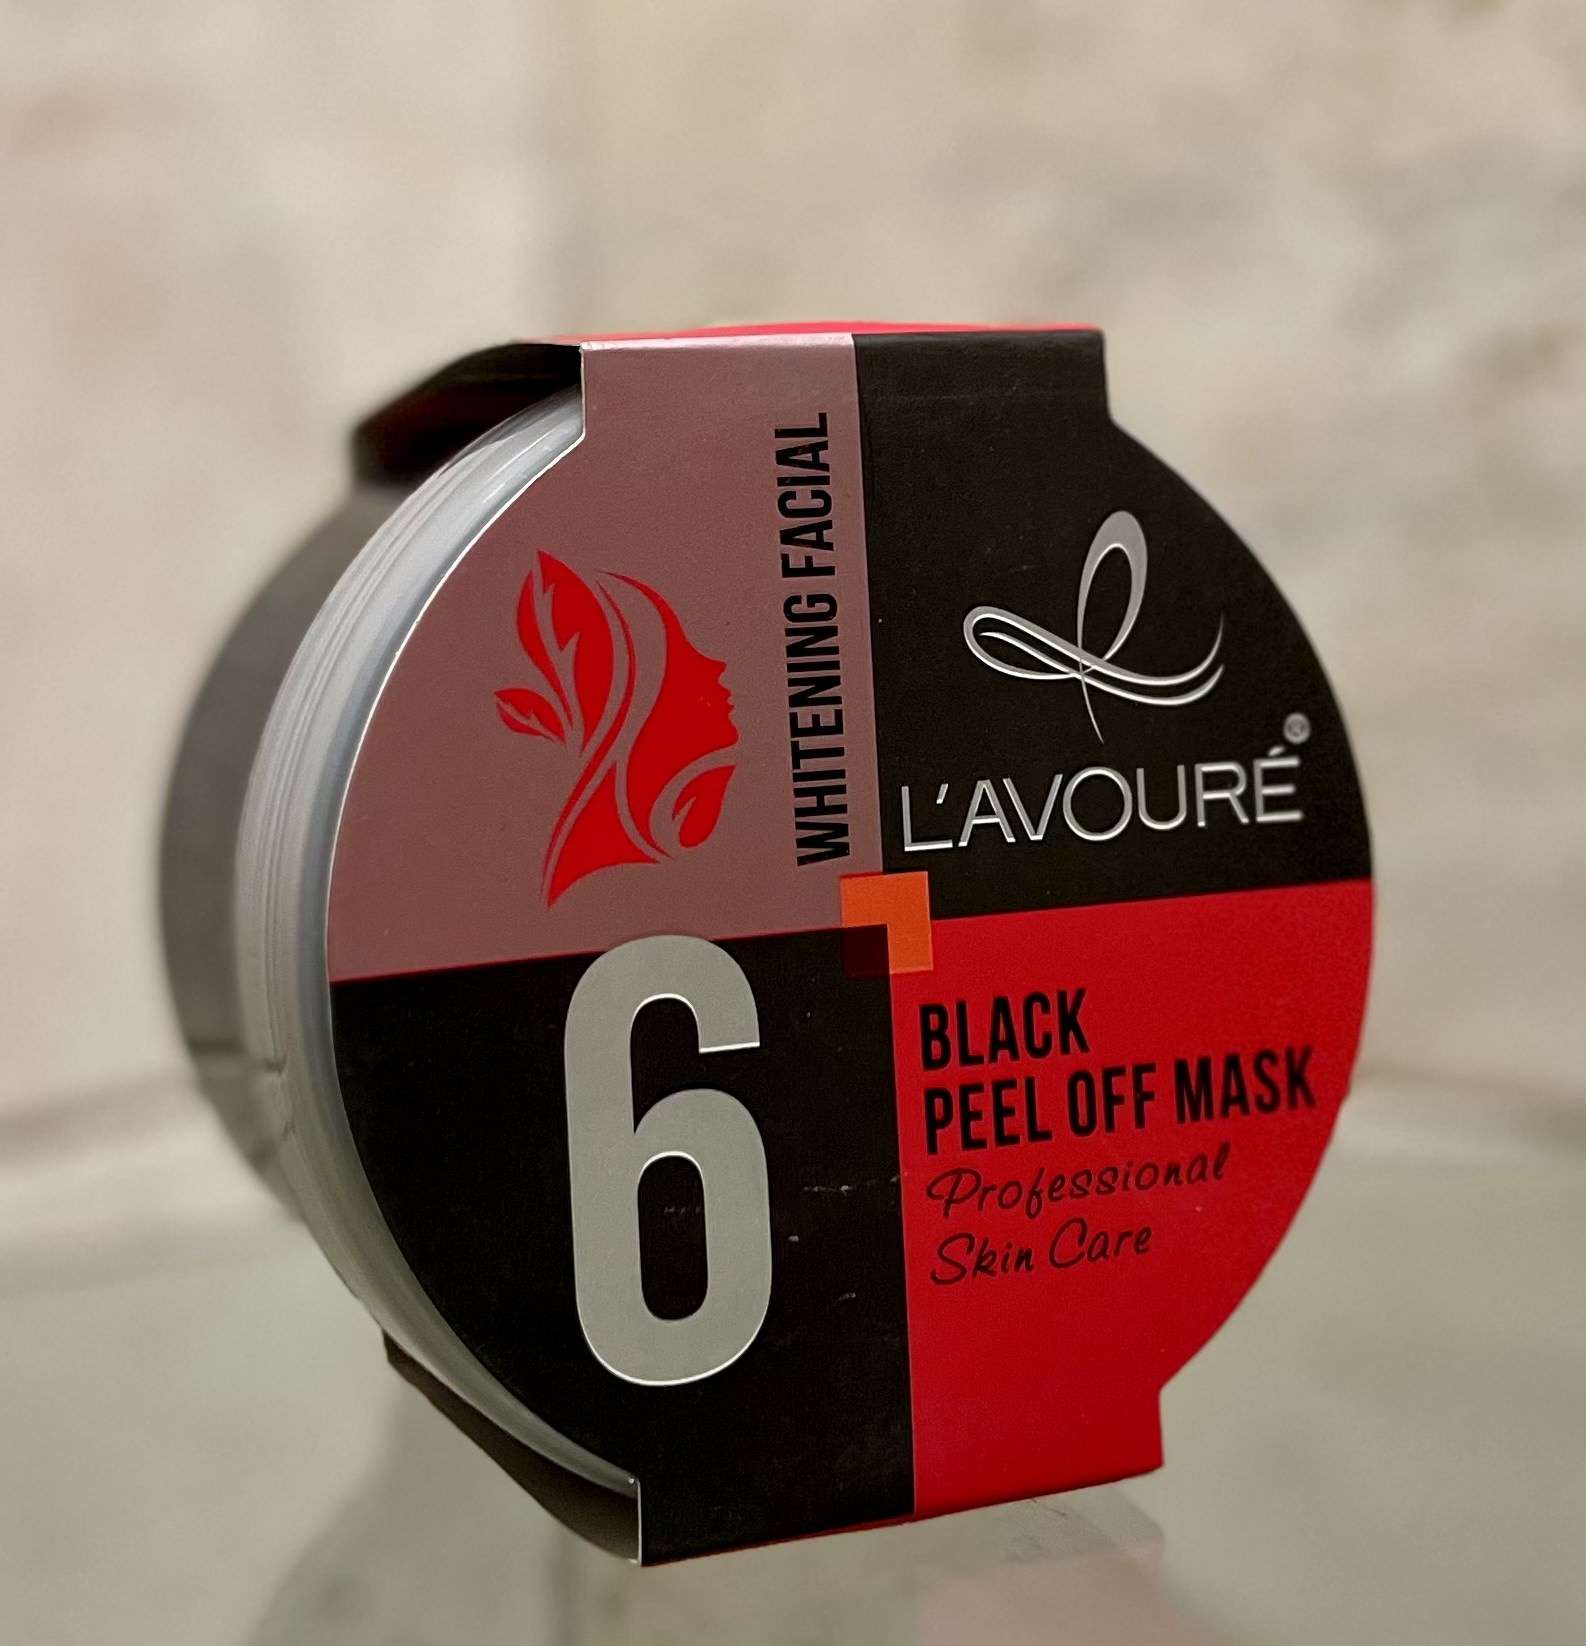 WHITENING FACIAL
L'AVOURÉ®
6
BLACK
PEEL OFF MASK
Professional
Skin Care